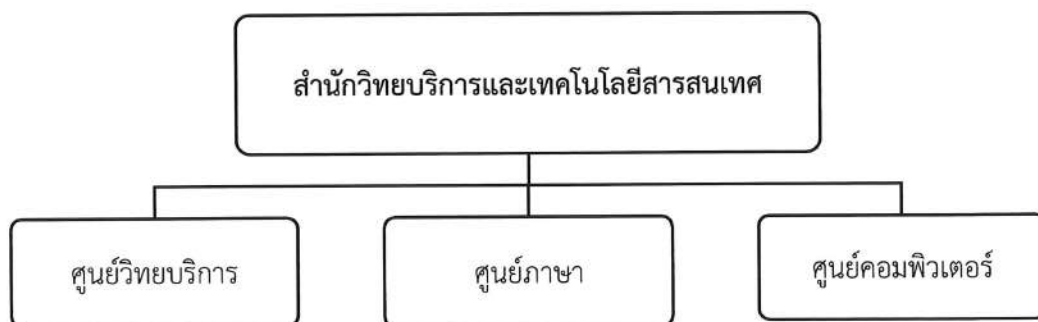 สำนักวิทยบริการและเทคโนโลยีสารสนเทศ
ศูนย์วิทยบริการ
ศูนย์ภาษา
ศูนย์คอมพิวเตอร์